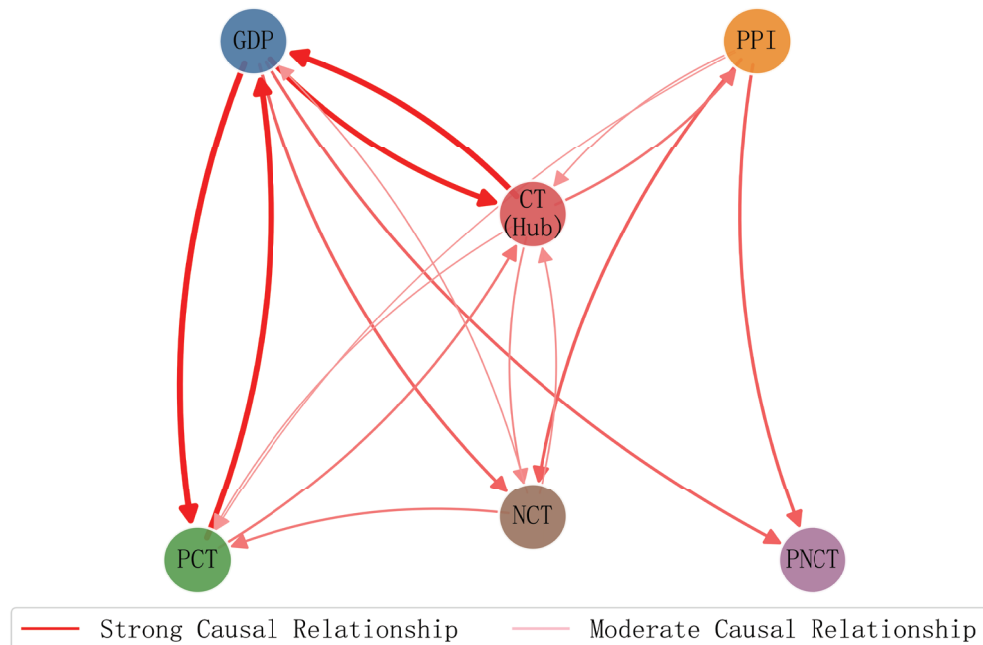 GDP
PPI
CT
(Hub)
NCT
PCT
PNCT
Strong Causal Relationship
Moderate Causal Relationship